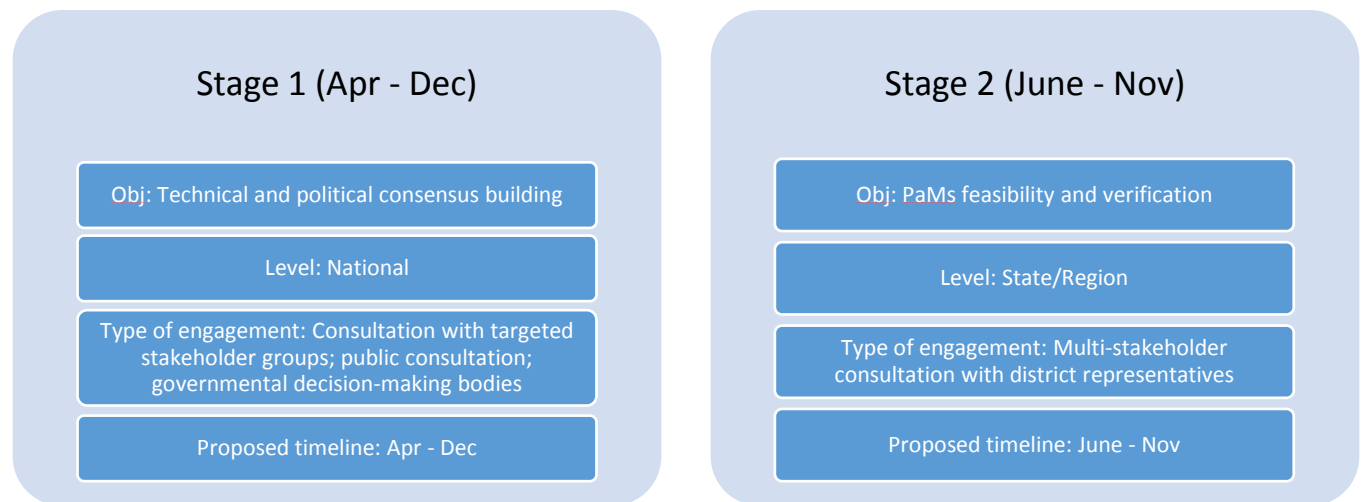 Stage 1 (Apr - Dec)
Obj: Technical and political consensus building
Level: National
Type of engagement: Consultation with targeted
stakeholder groups; public consultation;
governmental decision-making bodies
Proposed timeline: Apr - Dec
Stage 2 (June - Nov)
Obj: PaMs feasibility and verification
Level: State/Region
Type of engagement: Multi-stakeholder
consultation with district representatives
Proposed timeline: June - Nov